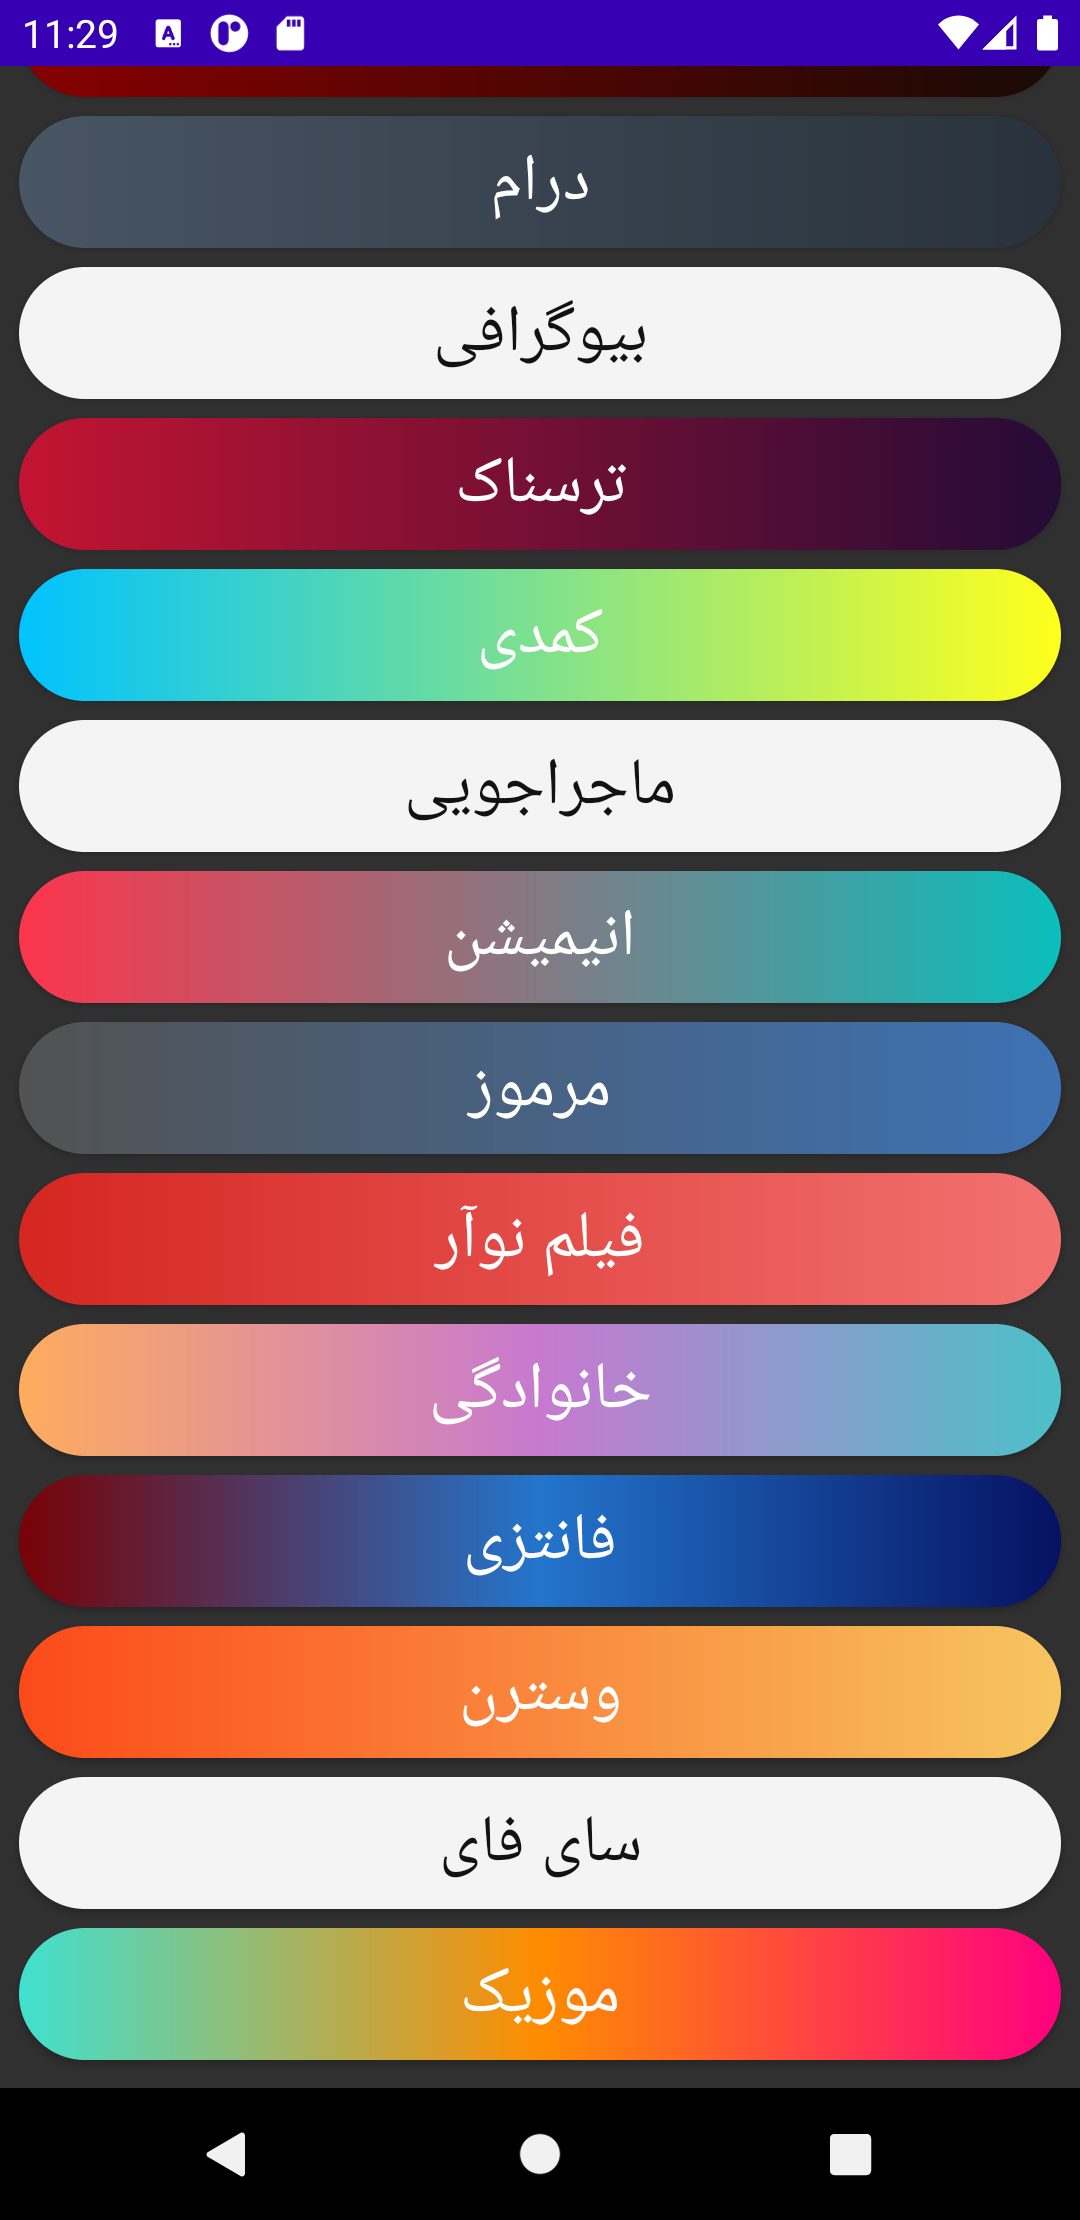 11:29
درام
بیوگرافی
ترسناک
کمدی
ماجراجویی
انیمیشن
مرموز
فیلم نوآر
خانوادگی
فانتزی
وسترن
سای فای
موزیک